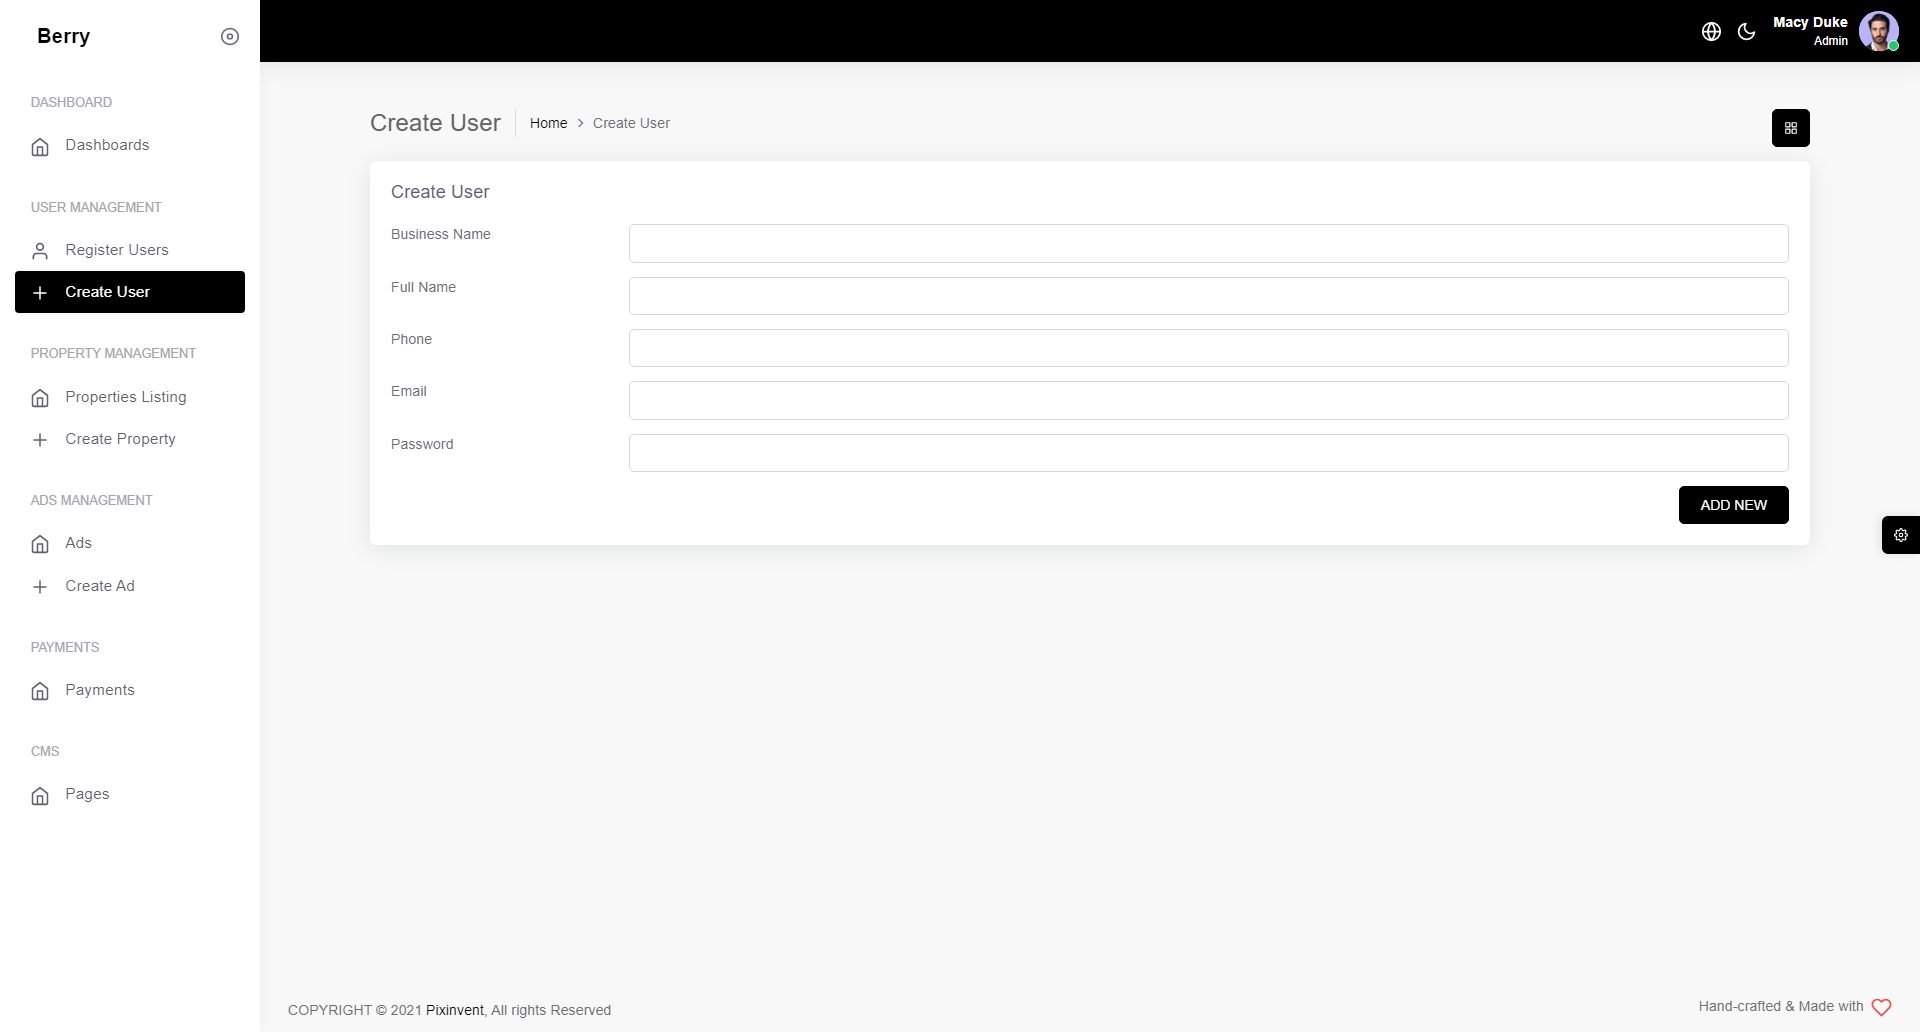 Berry
Macy Duke
Admin
DASHBOARD
Dashboards
USER MANAGEMENT
Register Users
Create User
PROPERTY MANAGEMENT
Properties Listing
Create Property
ADS MANAGEMENT
Ads
Create Ad
PAYMENTS
Payments
CMS
Pages
Create User
Home > Create User
Create User
Business Name
Full Name
Phone
Email
Password
ADD NEW
COPYRIGHT © 2021 Pixinvent, All rights Reserved
Hand-crafted & Made with